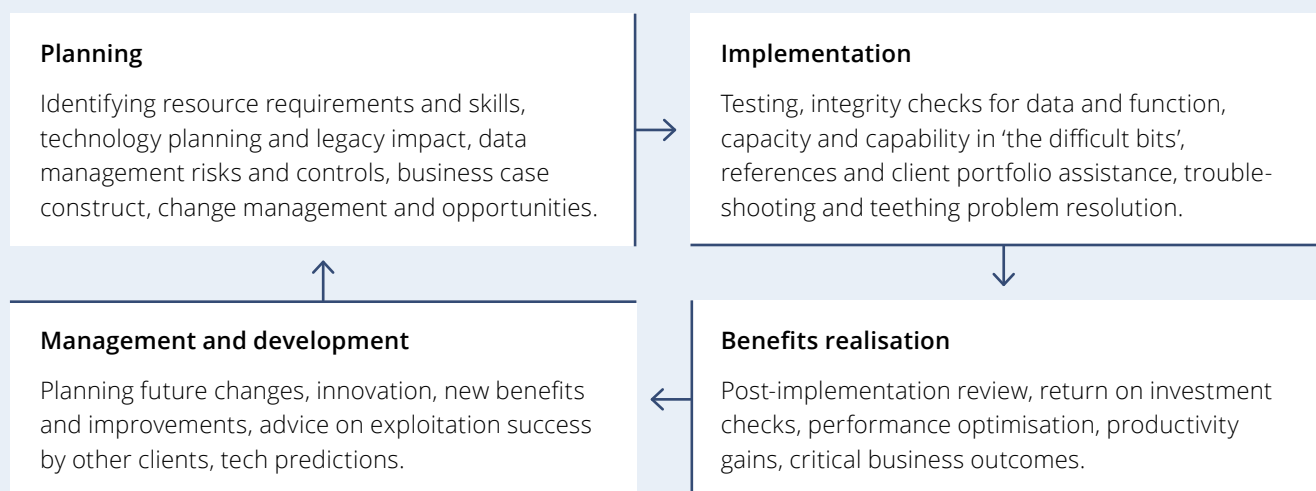 Planning
Identifying resource requirements and skills,
technology planning and legacy impact, data
management risks and controls, business case
construct, change management and opportunities.
Implementation
Testing, integrity checks for data and function,
capacity and capability in ‘the difficult bits’,
references and client portfolio assistance, trouble-
shooting and teething problem resolution.
Management and development
Planning future changes, innovation, new benefits
and improvements, advice on exploitation success
by other clients, tech predictions.
Benefits realisation
Post-implementation review, return on investment
checks, performance optimisation, productivity
gains, critical business outcomes.